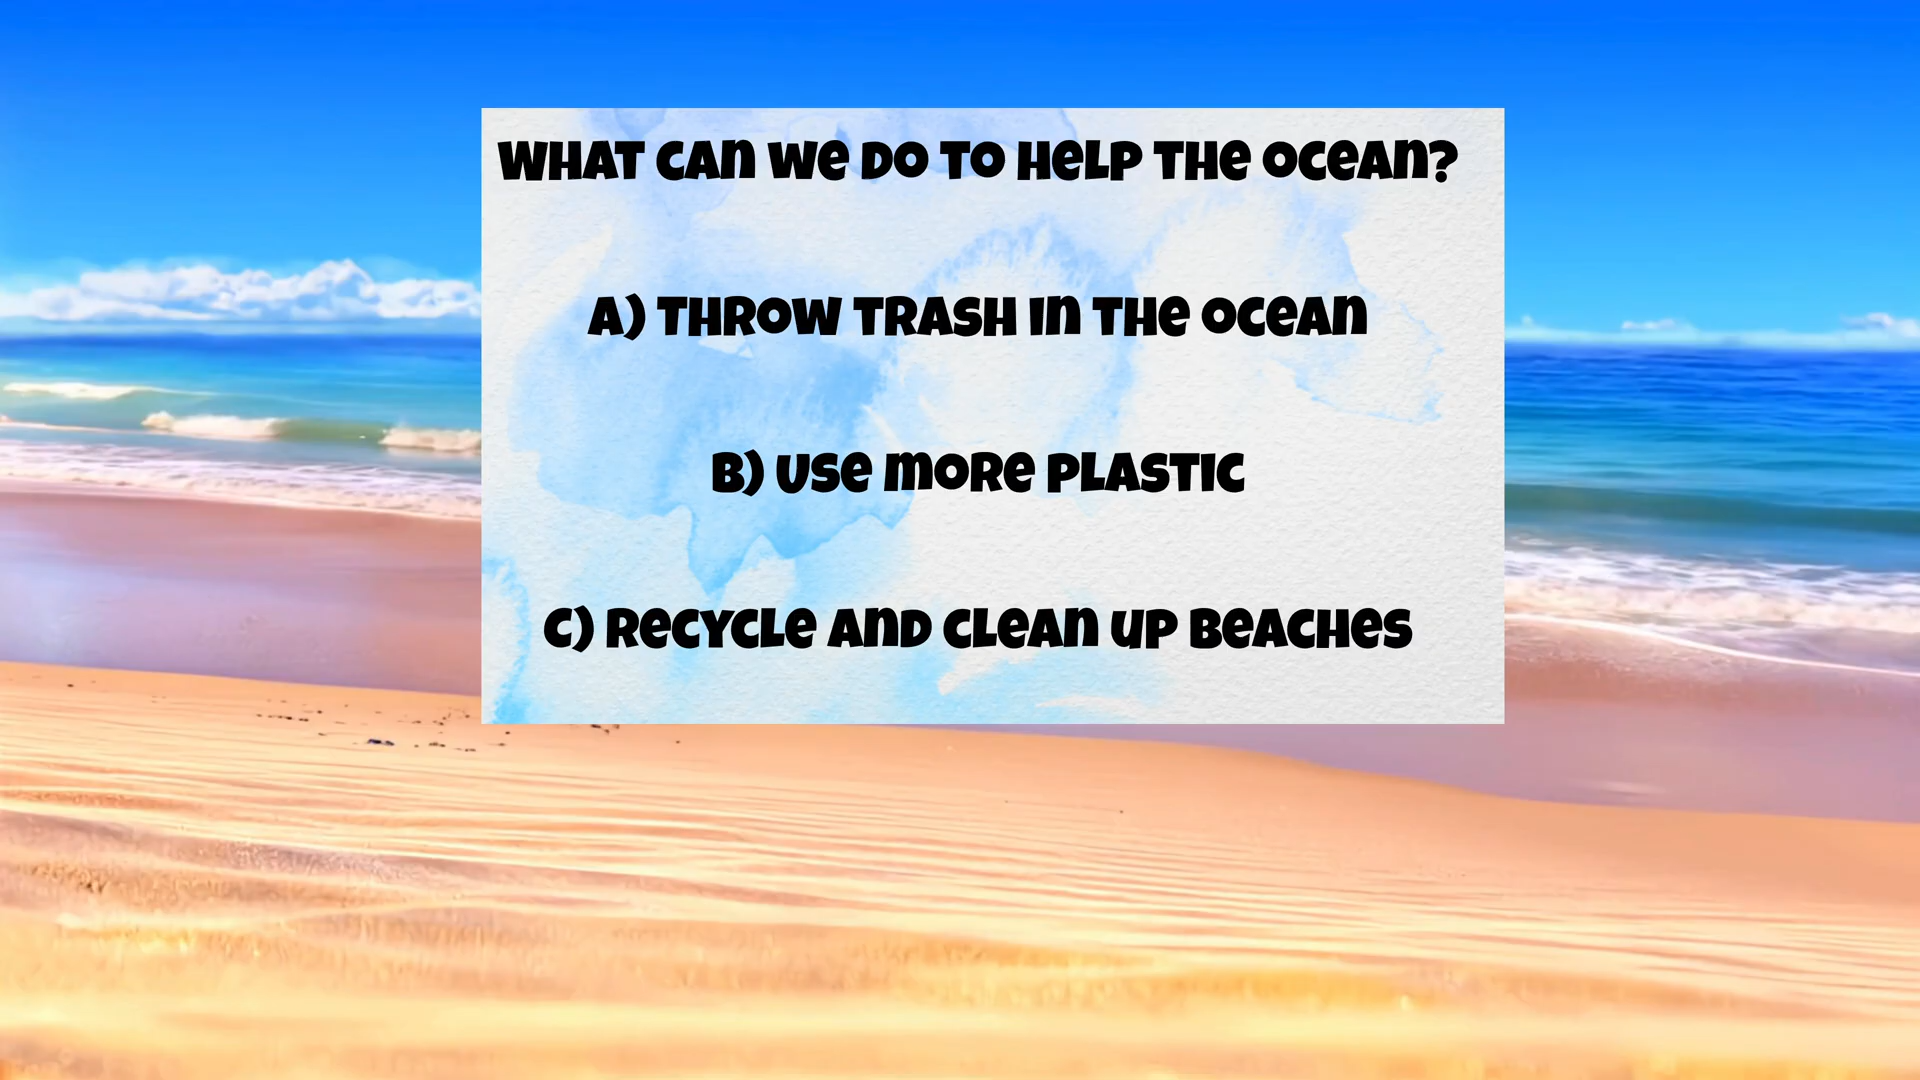 WHAT CAN WE DO TO HELP THE OCEAN?
A) THROW TRASH IN THE OCEAN
B) USE MORE PLASTIC
C) RECYCLE AND CLEAN UP BEACHES